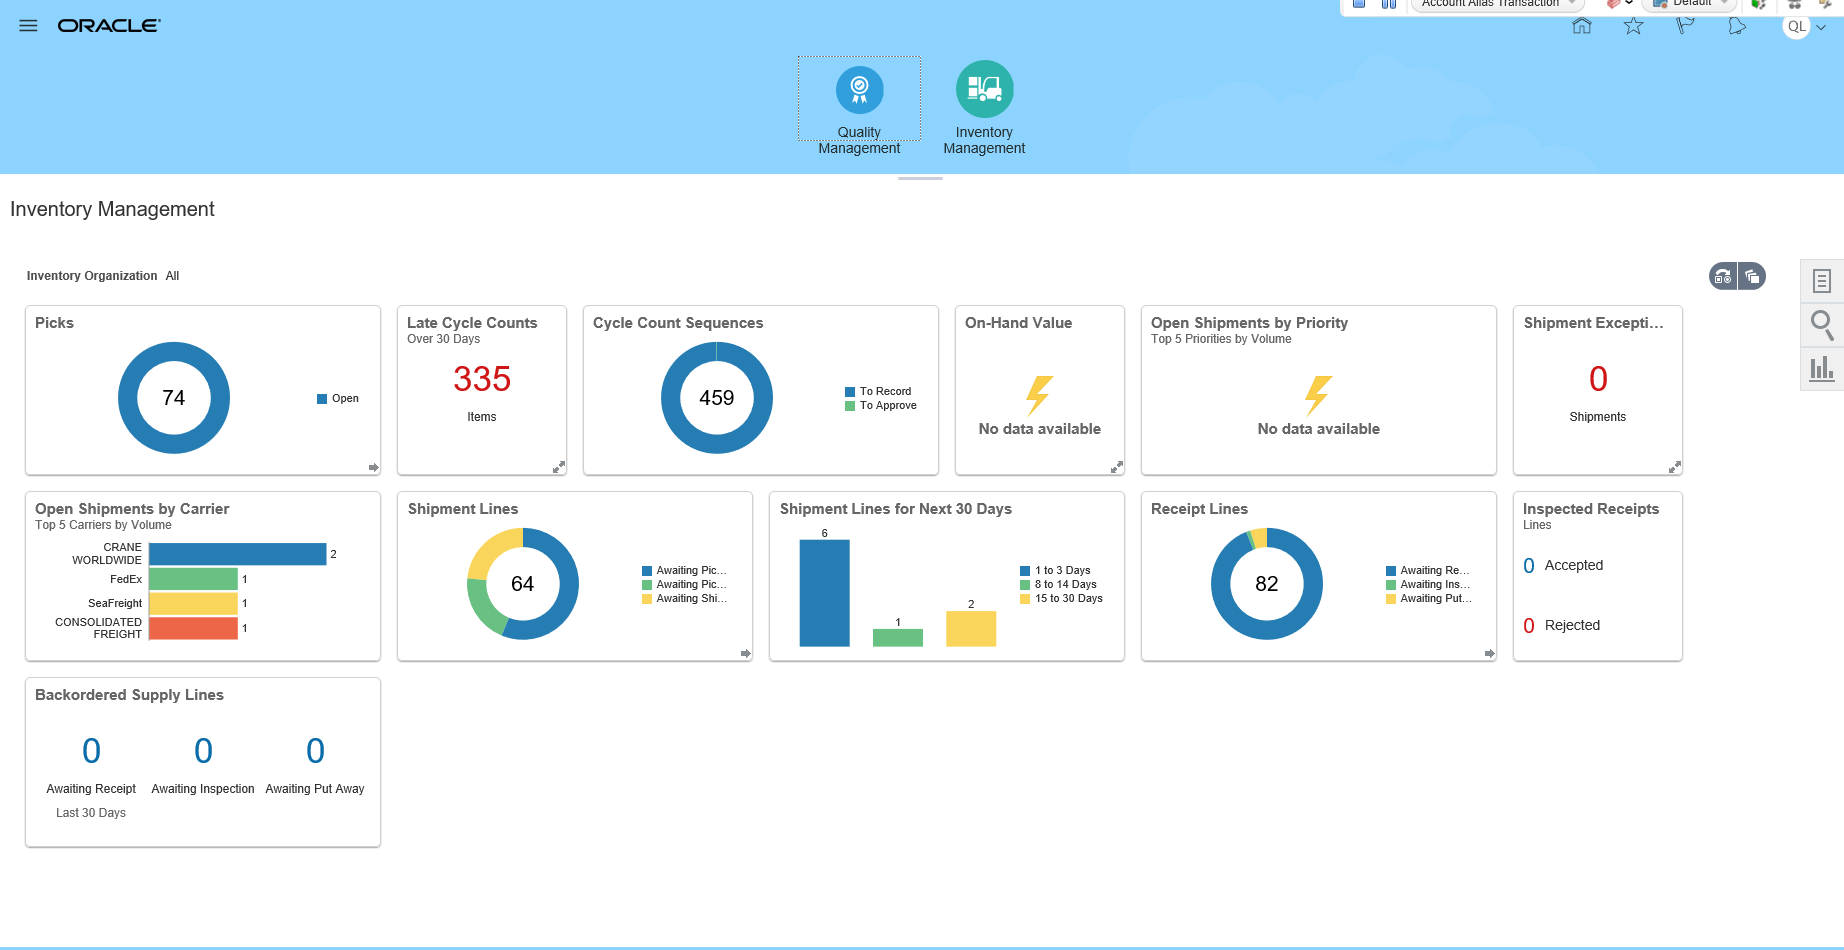 Account Alias Transaction
Default
ORACLE
QL
Quality
Management
Inventory
Management
Inventory Management
Inventory Organization All
Picks
74
Open
Late Cycle Counts
Over 30 Days
335
Items
Cycle Count Sequences
459
To Record
To Approve
On-Hand Value
No data available
Open Shipments by Priority
Top 5 Priorities by Volume
No data available
Shipment Excepti...
0
Shipments
Open Shipments by Carrier
Top 5 Carriers by Volume
CRANE
WORLDWIDE
2
FedEx
1
SeaFreight
1
CONSOLIDATED
FREIGHT
1
Shipment Lines
64
Awaiting Pic...
Awaiting Pic...
Awaiting Shi...
Shipment Lines for Next 30 Days
6
1
2
1 to 3 Days
8 to 14 Days
15 to 30 Days
Receipt Lines
82
Awaiting Re...
Awaiting Ins...
Awaiting Put...
Inspected Receipts
Lines
0 Accepted
0 Rejected
Backordered Supply Lines
0 0 0
Awaiting Receipt Awaiting Inspection Awaiting Put Away
Last 30 Days